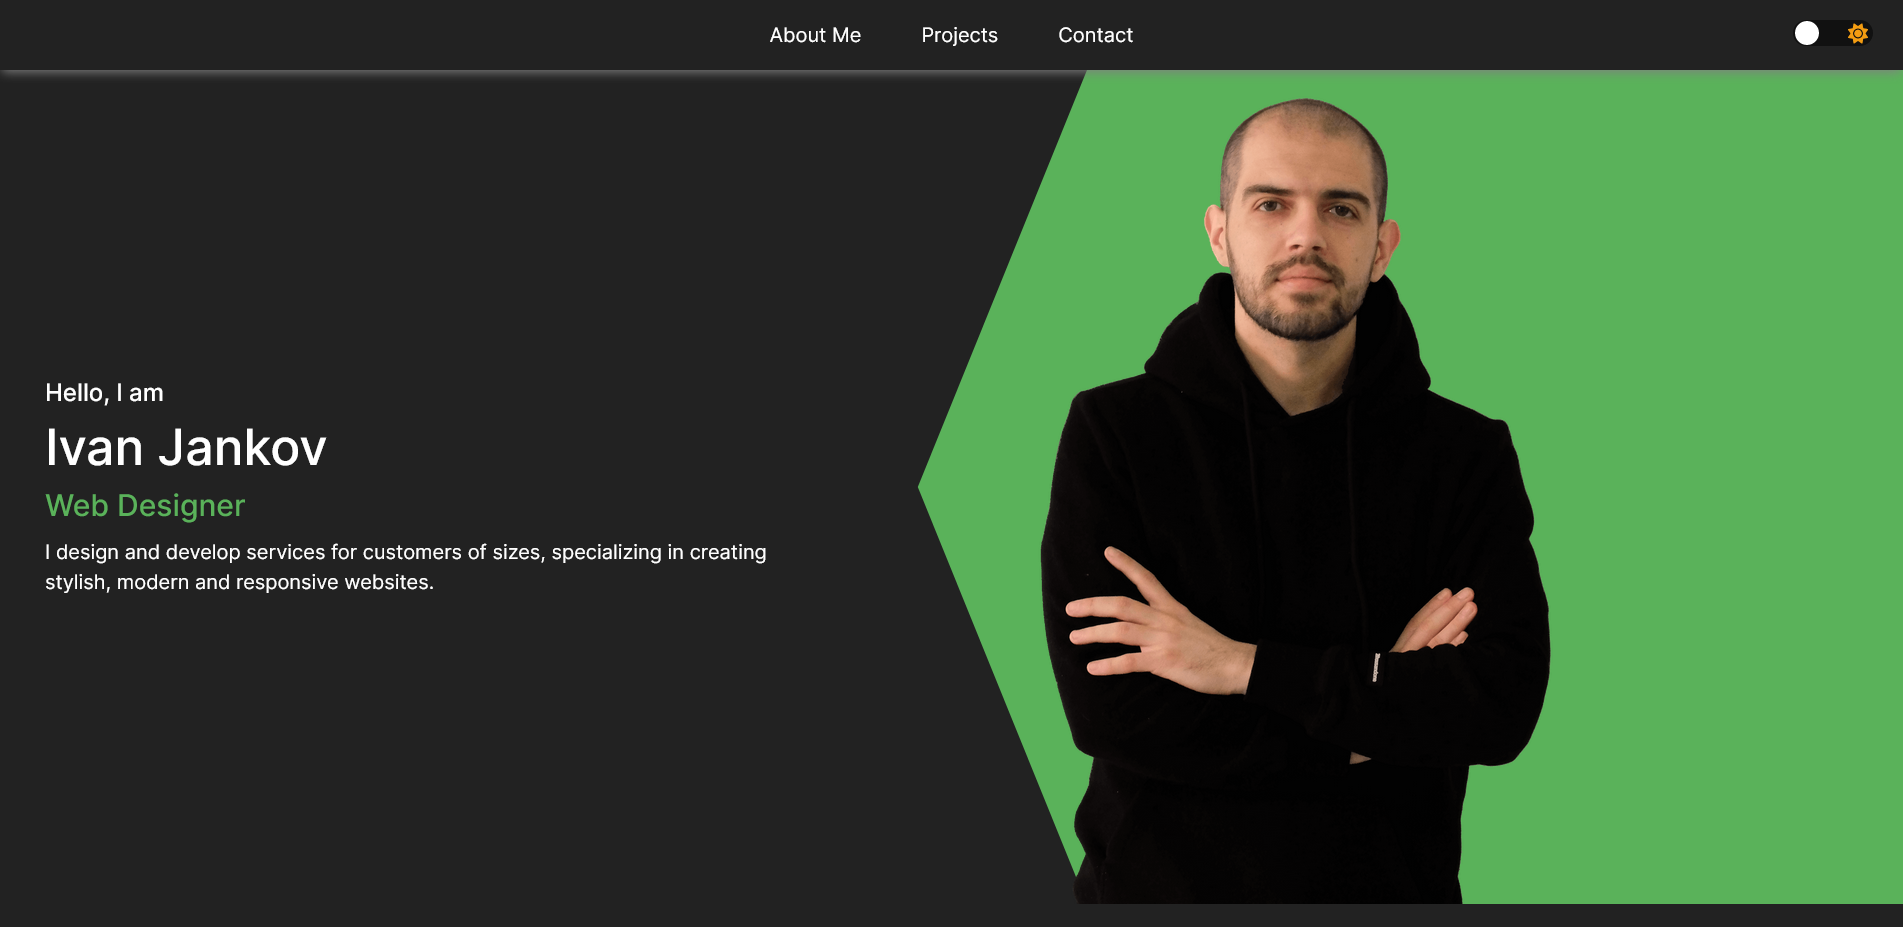 About Me Projects Contact
Hello, I am
Ivan Jankov
Web Designer
I design and develop services for customers of sizes, specializing in creating
stylish, modern and responsive websites.